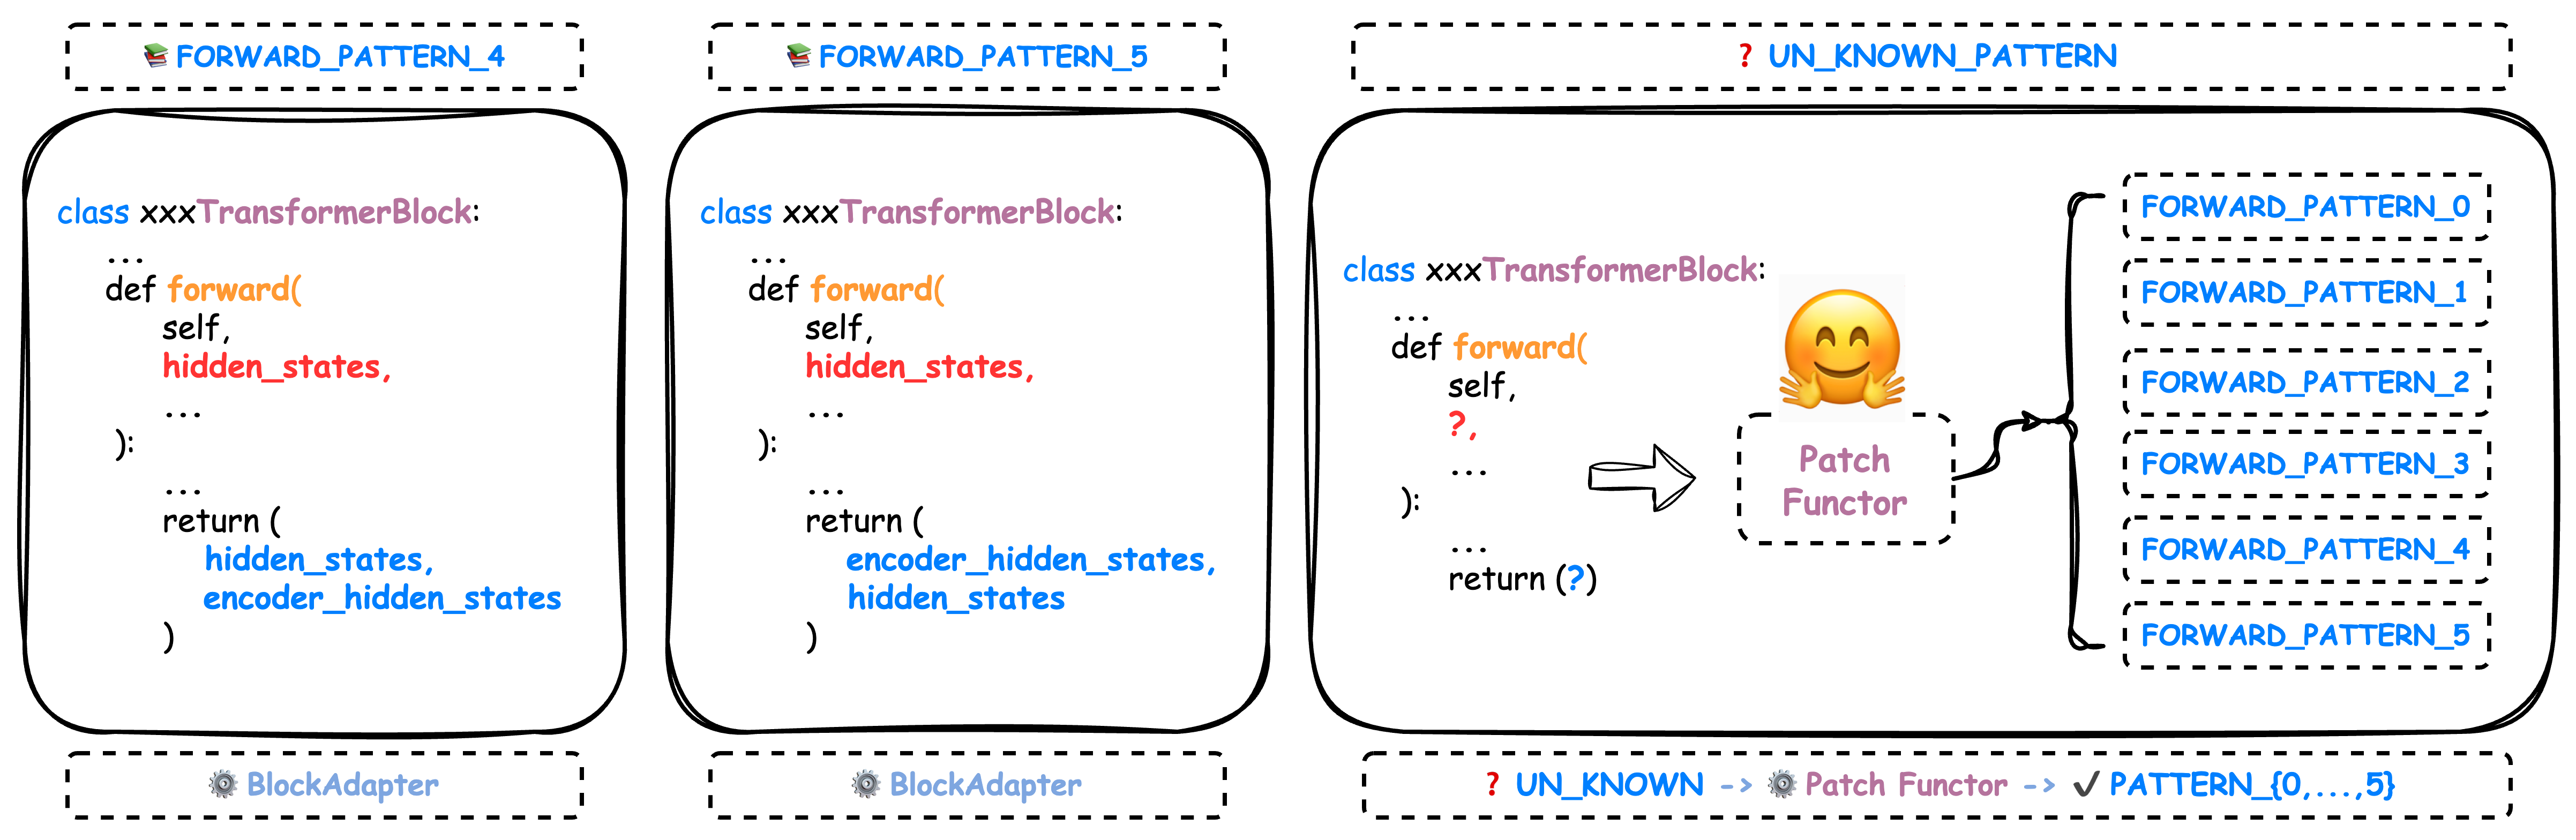 FORWARD_PATTERN_4
class xxxTransformerBlock:
...
def forward(
self,
hidden_states,
...
):
...
return (
hidden_states,
encoder_hidden_states
)
BlockAdapter
FORWARD_PATTERN_5
class xxxTransformerBlock:
...
def forward(
self,
hidden_states,
...
):
...
return (
encoder_hidden_states,
hidden_states
)
BlockAdapter
? UN_KNOWN_PATTERN
class xxxTransformerBlock:
...
def forward(
self,
?,
...
):
...
return (?)
Patch
Functor
FORWARD_PATTERN_0
FORWARD_PATTERN_1
FORWARD_PATTERN_2
FORWARD_PATTERN_3
FORWARD_PATTERN_4
FORWARD_PATTERN_5
? UN_KNOWN -> Patch Functor -> ✔ PATTERN_{0,...,5}